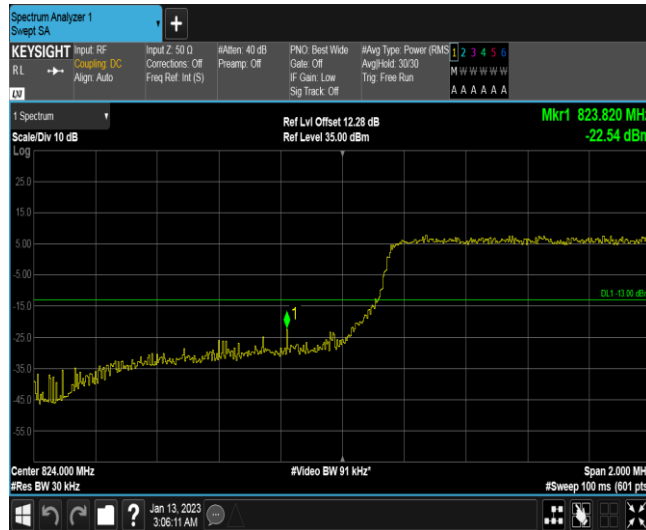 Spectrum Analyzer 1
Swept SA
KEYSIGHT
RL
LXI
Input: RF
Coupling: DC
Align: Auto
Input Z: 50 Ω
Corrections: Off
Freq Ref: Int (S)
#Atten: 40 dB
Preamp: Off
PNO: Best Wide
Gate: Off
IF Gain: Low
Sig Track: Off
#Avg Type: Power (RMS
Avg|Hold: 30/30
Trig: Free Run
1 2 3 4 5 6
M W W W W W
A A A A A A
1 Spectrum
Scale/Div 10 dB
Log
Ref Lvl Offset 12.28 dB
Ref Level 35.00 dBm
Mkr1 823.820 MHz
-22.54 dBm
25.0
15.0
5.00
-5.00
DL1 -13.00 dBm
-15.0
1
-25.0
-35.0
-45.0
-55.0
Center 824.000 MHz
#Res BW 30 kHz
#Video BW 91 kHz*
Span 2.000 MH
#Sweep 100 ms (601 pts
?
Jan 13, 2023
3:06:11 AM